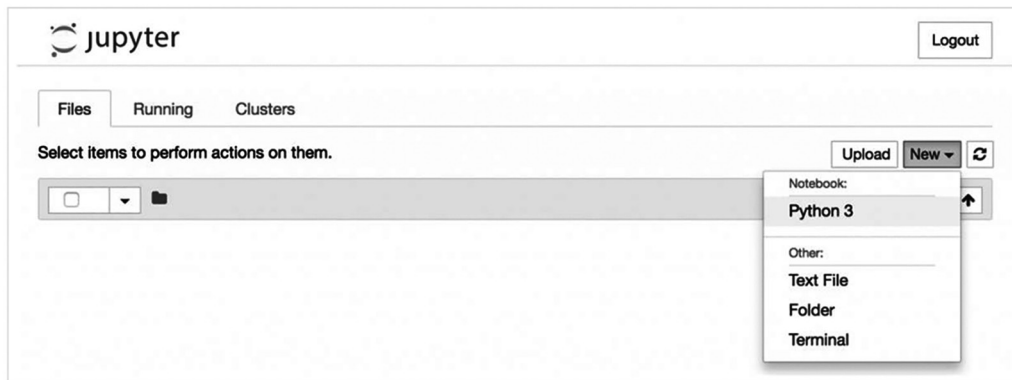 jupyter
Logout
Files Running Clusters
Select items to perform actions on them.
Upload New
Notebook:
Python 3
Other:
Text File
Folder
Terminal